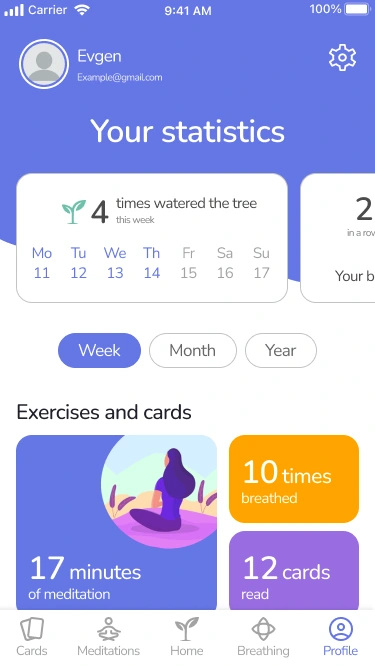 Carrier 9:41 AM 100%
Evgen
Example@gmail.com
Your statistics
4 times watered the tree
this week
Mo Tu We Th Fr Sa Su
11 12 13 14 15 16 17
2
in a row
Your b
Week Month Year
Exercises and cards
17 minutes
of meditation
10 times
breathed
12 cards
read
Cards Meditations Home Breathing Profile